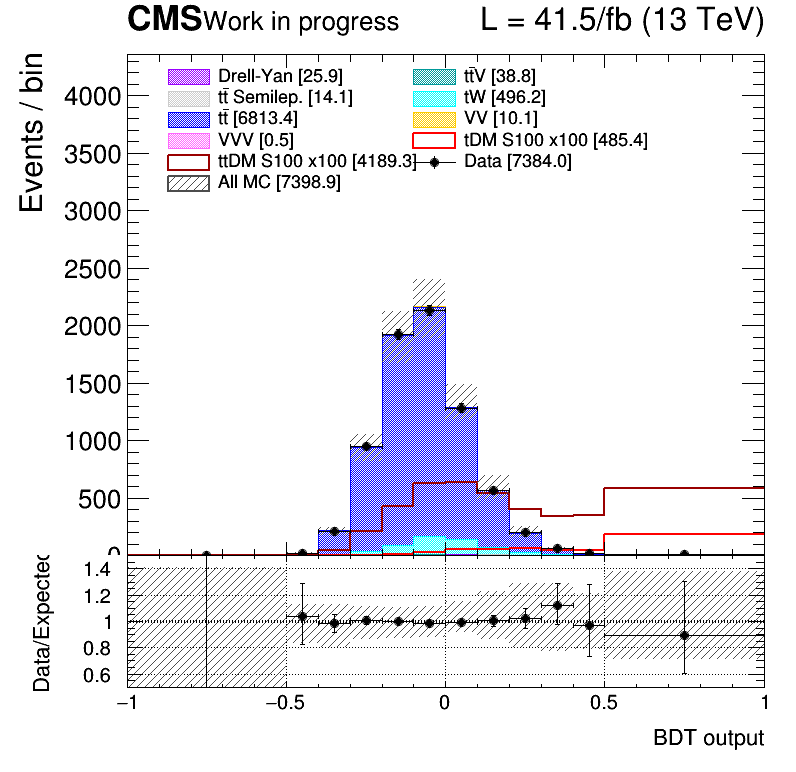 CMS Work in progress L = 41.5/fb (13 TeV)
Events / bin
Drell-Yan [25.9] tt̄V [38.8]
tt̄ Semilep. [14.1] tW [496.2]
tt̄ [6813.4] VV [10.1]
VVV [0.5] tDM S100 x100 [485.4]
ttDM S100 x100 [4189.3] Data [7384.0]
All MC [7398.9]
4000
3500
3000
2500
2000
1500
1000
500
0
Data/Expected
1.4
1.2
1
0.8
0.6
−1 −0.5 0 0.5 1
BDT output